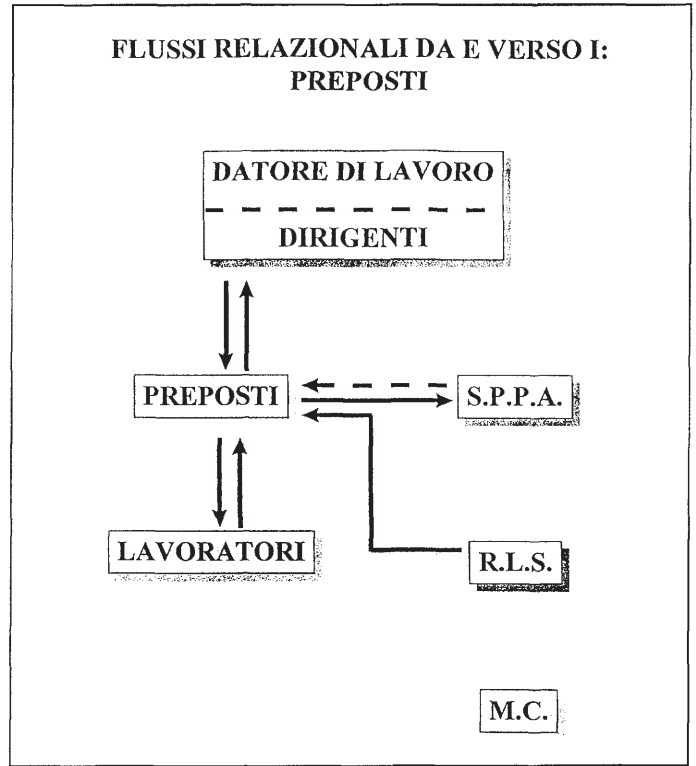 FLUSSI RELAZIONALI DA E VERSO I:
PREPOSTI
DATORE DI LAVORO
DIRIGENTI
PREPOSTI
S.P.P.A.
LAVORATORI
R.L.S.
M.C.